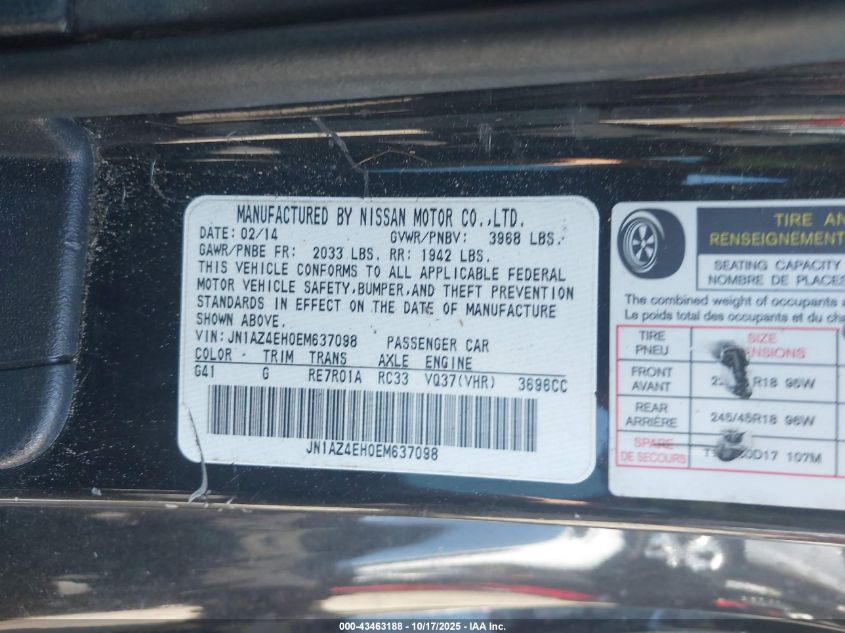 MANUFACTURED BY NISSAN MOTOR CO.,LTD.
DATE: 02/14 GVWR/PNBV: 3968 LBS.
GAWR/PNBE FR: 2033 LBS. RR: 1942 LBS.
THIS VEHICLE CONFORMS TO ALL APPLICABLE FEDERAL
MOTOR VEHICLE SAFETY,BUMPER,AND THEFT PREVENTION
STANDARDS IN EFFECT ON THE DATE OF MANUFACTURE
SHOWN ABOVE.
VIN: JN1AZ4EH0EM637098 PASSENGER CAR
COLOR TRIM TRANS AXLE ENGINE
G41 G RE7R01A RC33 VQ37(VHR) 3696CC
JN1AZ4EH0EM637098
TIRE
RENSEIGNEMENT
SEATING CAPACITY
NOMBRE DE PLACES
The combined weight of occupants
Le poids total des occupants et du
TIRE SIZE
PNEU
FRONT R18 96W
AVANT
REAR 245/45R18 96W
ARRIÈRE
SPARE D17 107M
DE SECOURS
000-43463188 - 10/17/2025 - IAA Inc.